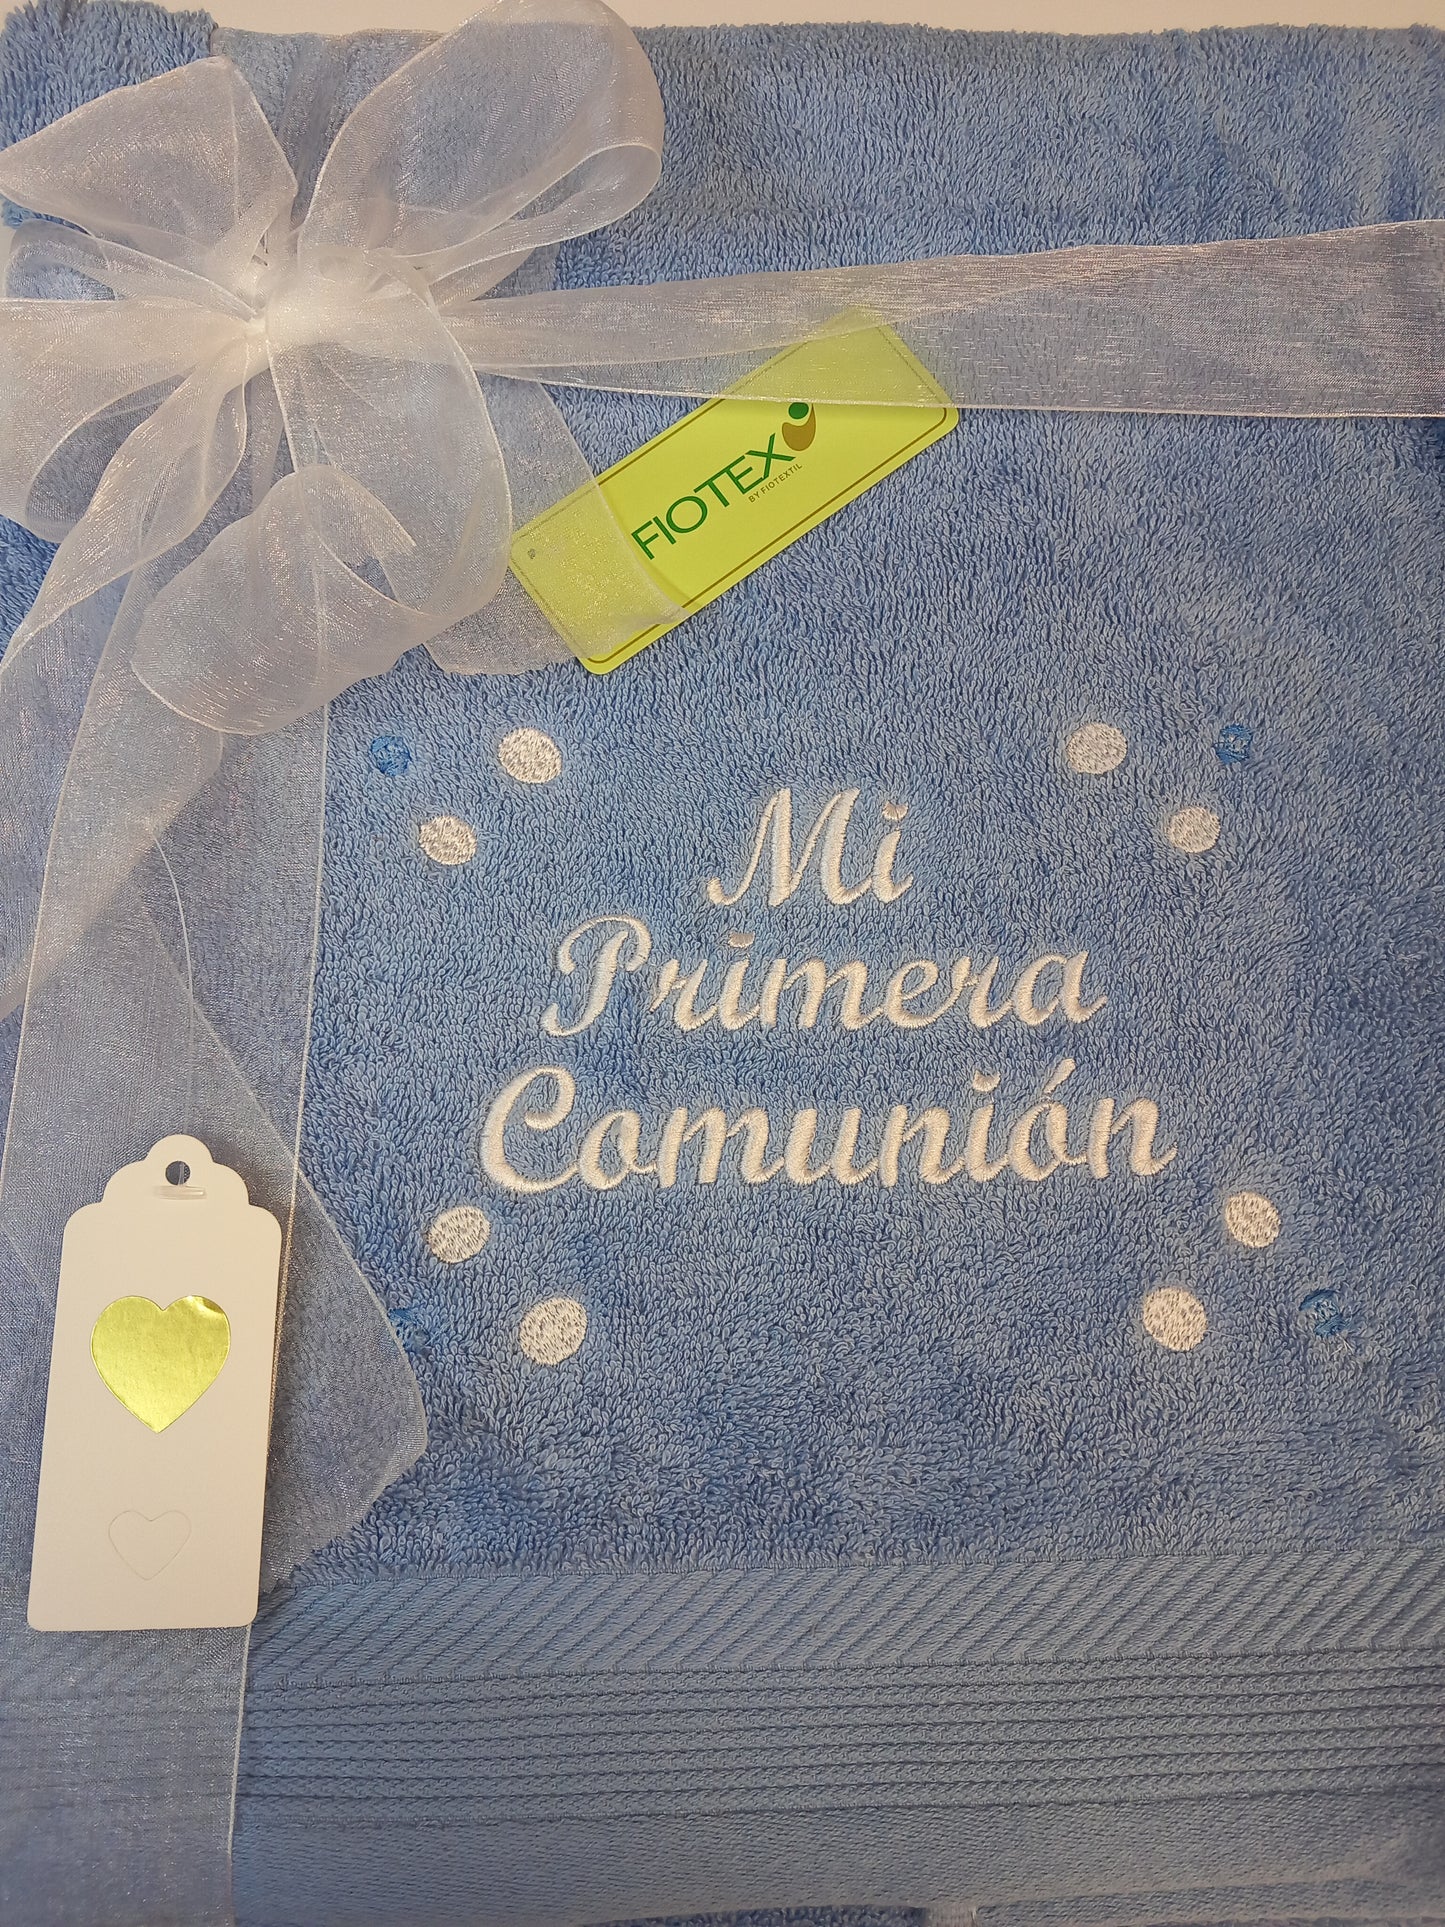 FIOTEX
BY FIOTEXTIL
Mi
Primera
Comunión